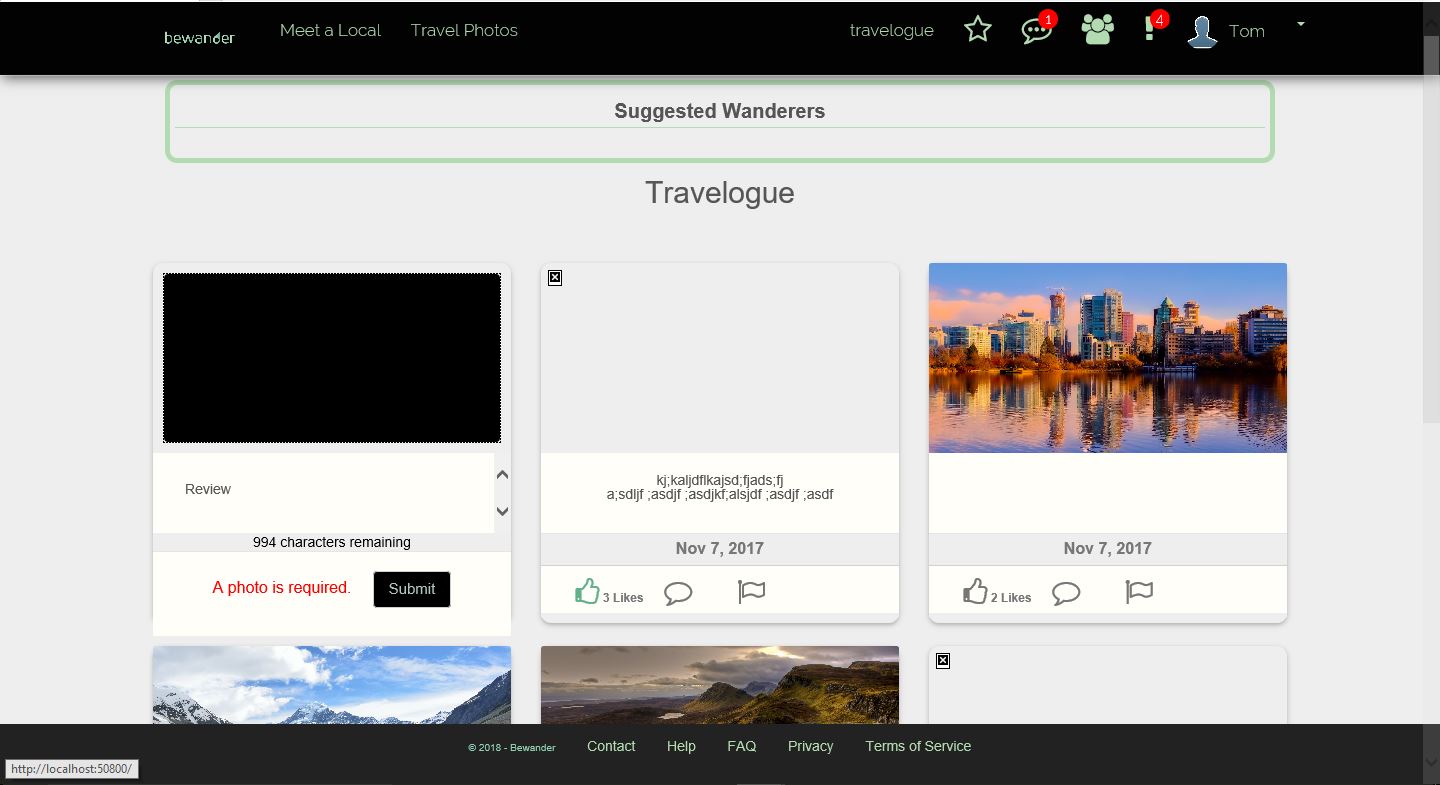 bewander
Meet a Local
Travel Photos
travelogue
1
4
Tom
Suggested Wanderers
Travelogue
Review
994 characters remaining
A photo is required.
Submit
kj;kaljdflkajsd;fjads;fj
a;sdljf ;asdjf ;asdjkf;alsjdf ;asdjf ;asdf
Nov 7, 2017
3 Likes
Nov 7, 2017
2 Likes
© 2018 - Bewander
Contact
Help
FAQ
Privacy
Terms of Service
http://localhost:50800/